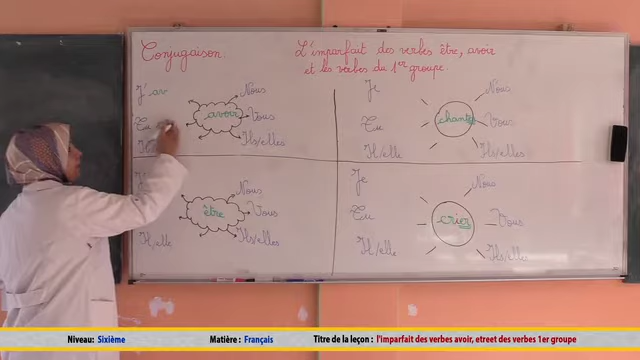 Conjugaison.
L'imparfait des verbes être, avoir
et les verbes du 1er groupe.
J' av
Tu
Nous
avoir
Vous
Ils/elles
Je
Tu
Il/elle
Nous
Vous
Ils/elles
J'
Il/elle
Nous
être
Vous
Ils/elles
Je
Tu
Il/elle
Nous
crier
Vous
Ils/elles
Niveau: Sixième Matière : Français Titre de la leçon : l'imparfait des verbes avoir, etreet des verbes 1er groupe